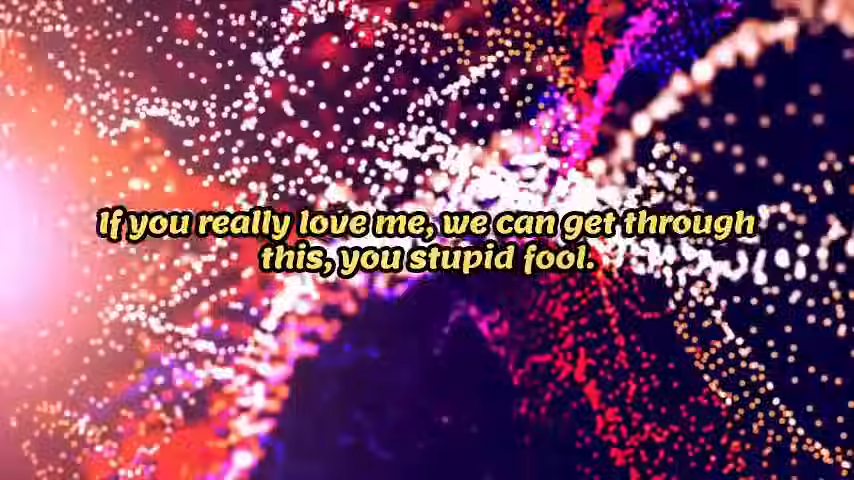 If you really love me, we can get through
this, you stupid fool.